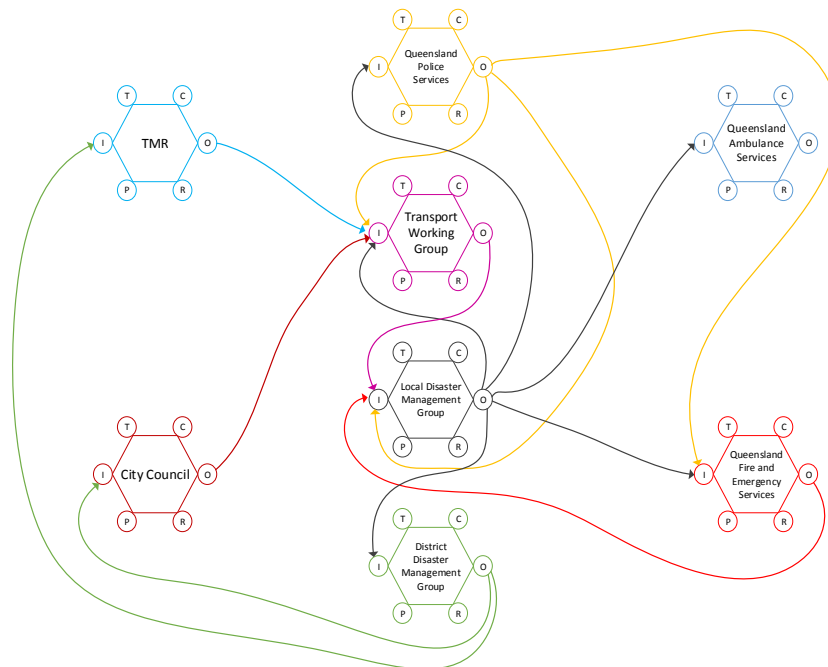 T
C
Queensland
Police
Services
I
O
P
R
T
C
TMR
I
O
P
R
T
C
Queensland
Ambulance
Services
I
O
P
R
T
C
Transport
Working
Group
I
O
P
R
T
C
Local Disaster
Management
Group
I
O
P
R
T
C
City Council
I
O
P
R
T
C
Queensland
Fire and
Emergency
Services
I
O
P
R
T
C
District
Disaster
Management
Group
I
O
P
R